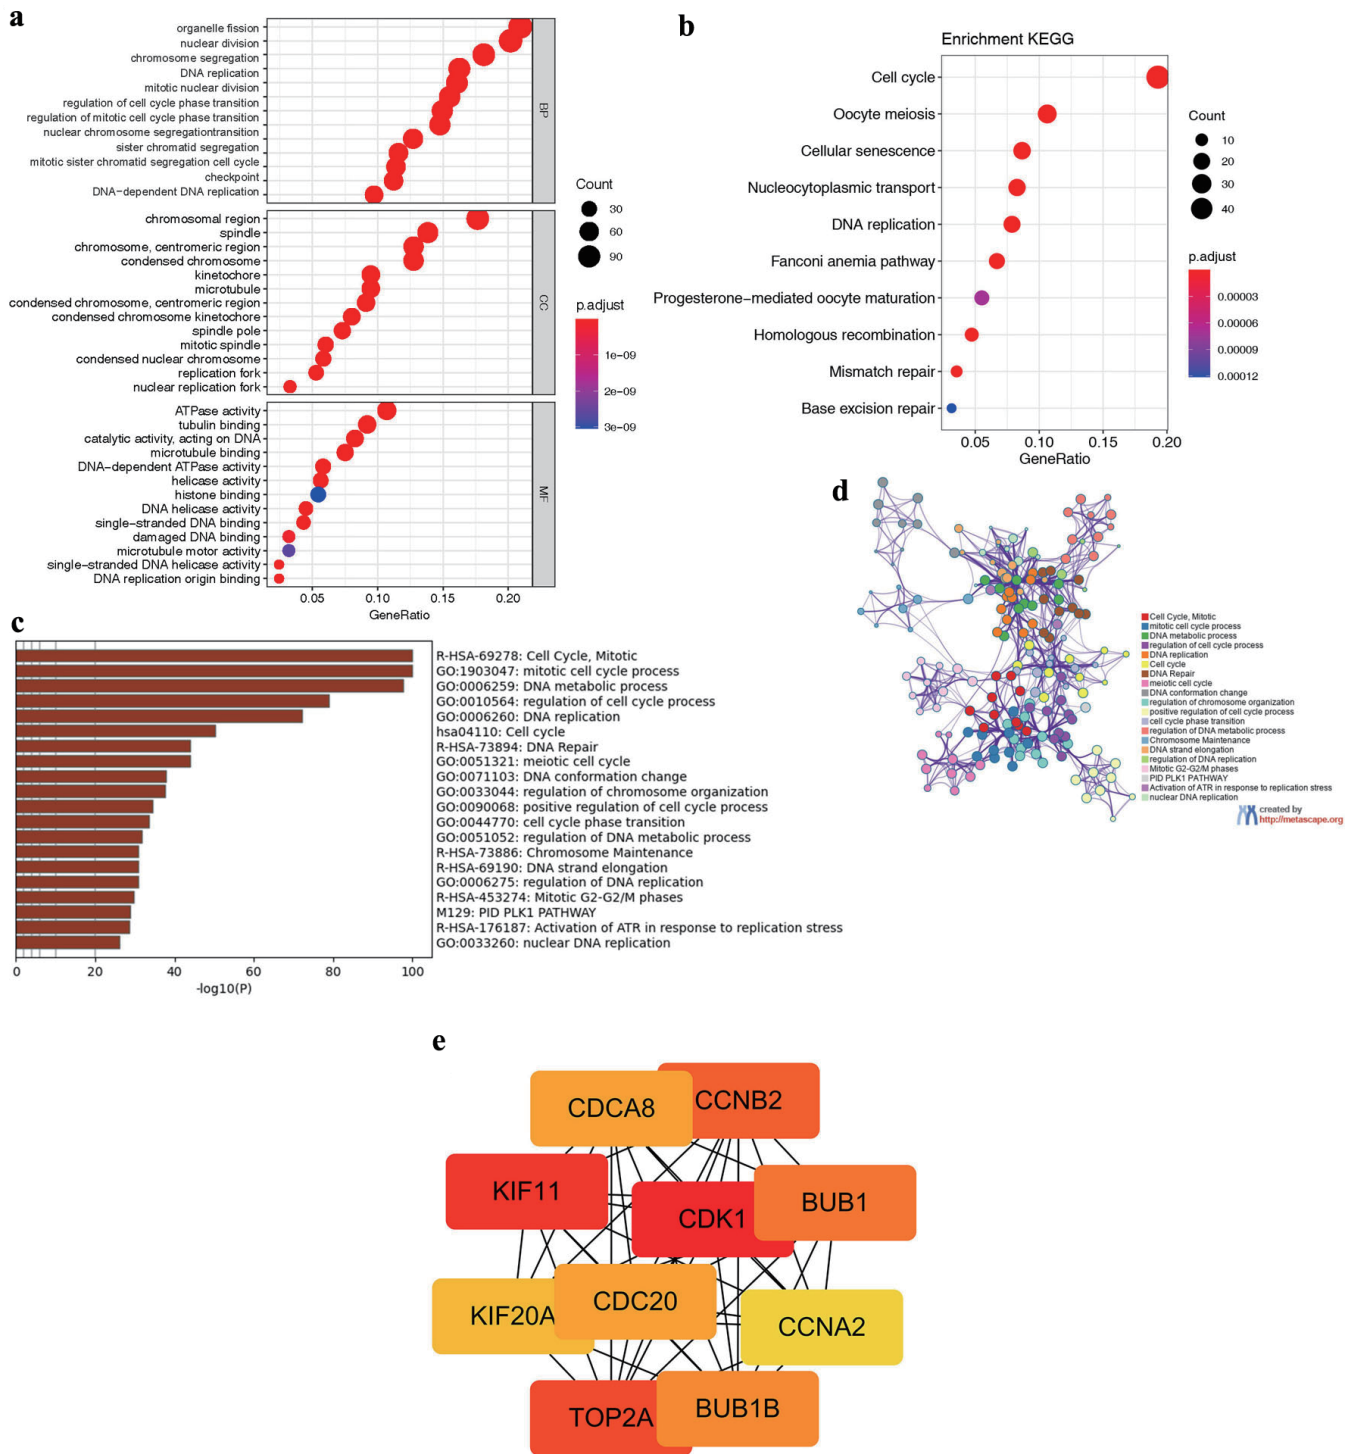 a
organelle fission
nuclear division
chromosome segregation
DNA replication
mitotic nuclear division
regulation of cell cycle phase transition
regulation of mitotic cell cycle phase transition
nuclear chromosome segregationtransition
sister chromatid segregation
mitotic sister chromatid segregation cell cycle
checkpoint
DNA-dependent DNA replication
BP
chromosomal region
spindle
chromosome, centromeric region
condensed chromosome
kinetochore
microtubule
condensed chromosome, centromeric region
condensed chromosome kinetochore
spindle pole
mitotic spindle
condensed nuclear chromosome
replication fork
nuclear replication fork
CC
ATPase activity
tubulin binding
catalytic activity, acting on DNA
microtubule binding
DNA-dependent ATPase activity
helicase activity
histone binding
DNA helicase activity
single-stranded DNA binding
damaged DNA binding
microtubule motor activity
single-stranded DNA helicase activity
DNA replication origin binding
MF
0.05 0.10 0.15 0.20
GeneRatio
Count
30
60
90
p.adjust
1e-09
2e-09
3e-09
b
Enrichment KEGG
Cell cycle
Oocyte meiosis
Cellular senescence
Nucleocytoplasmic transport
DNA replication
Fanconi anemia pathway
Progesterone-mediated oocyte maturation
Homologous recombination
Mismatch repair
Base excision repair
0.05 0.10 0.15 0.20
GeneRatio
Count
10
20
30
40
p.adjust
0.00003
0.00006
0.00009
0.00012
c
R-HSA-69278: Cell Cycle, Mitotic
GO:1903047: mitotic cell cycle process
GO:0006259: DNA metabolic process
GO:0010564: regulation of cell cycle process
GO:0006260: DNA replication
hsa04110: Cell cycle
R-HSA-73894: DNA Repair
GO:0051321: meiotic cell cycle
GO:0071103: DNA conformation change
GO:0033044: regulation of chromosome organization
GO:0090068: positive regulation of cell cycle process
GO:0044770: cell cycle phase transition
GO:0051052: regulation of DNA metabolic process
R-HSA-73886: Chromosome Maintenance
R-HSA-69190: DNA strand elongation
GO:0006275: regulation of DNA replication
R-HSA-453274: Mitotic G2-G2/M phases
M129: PID PLK1 PATHWAY
R-HSA-176187: Activation of ATR in response to replication stress
GO:0033260: nuclear DNA replication
0 20 40 60 80 100
-log10(P)
d
Cell Cycle, Mitotic
mitotic cell cycle process
DNA metabolic process
regulation of cell cycle process
DNA replication
Cell cycle
DNA Repair
meiotic cell cycle
DNA conformation change
regulation of chromosome organization
positive regulation of cell cycle process
cell cycle phase transition
regulation of DNA metabolic process
Chromosome Maintenance
DNA strand elongation
regulation of DNA replication
Mitotic G2-G2/M phases
PID PLK1 PATHWAY
Activation of ATR in response to replication stress
nuclear DNA replication
created by
http://metascape.org
e
CDCA8
CCNB2
KIF11
CDK1
BUB1
KIF20A
CDC20
CCNA2
TOP2A
BUB1B